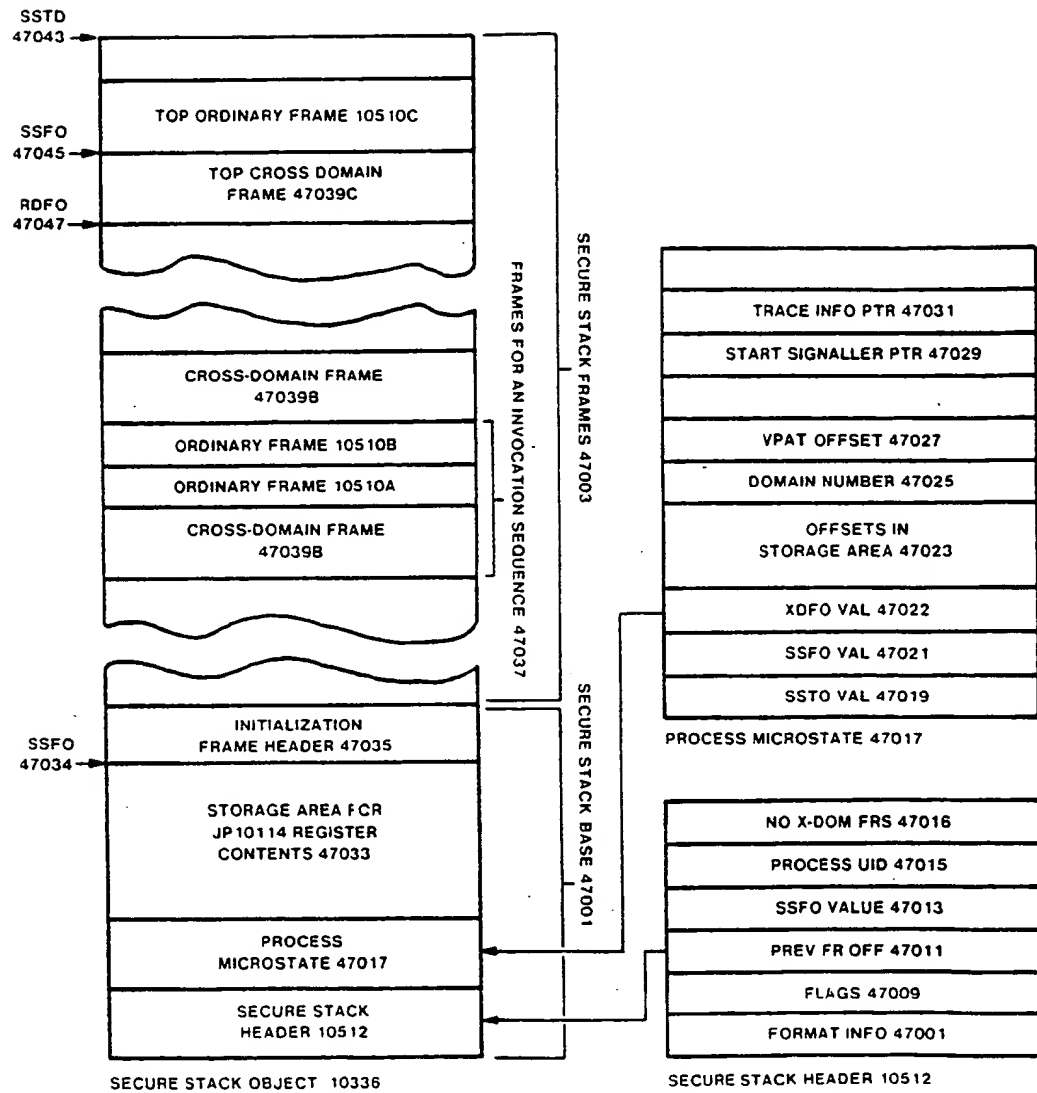 SSTD
47043
TOP ORDINARY FRAME 10510C
SSFO
47045
TOP CROSS DOMAIN
FRAME 47039C
RDFO
47047
CROSS-DOMAIN FRAME
47039B
ORDINARY FRAME 10510B
ORDINARY FRAME 10510A
CROSS-DOMAIN FRAME
47039B
INITIALIZATION
FRAME HEADER 47035
SSFO
47034
STORAGE AREA FCR
JP10114 REGISTER
CONTENTS 47033
PROCESS
MICROSTATE 47017
SECURE STACK
HEADER 10512
SECURE STACK OBJECT 10336
FRAMES FOR AN INVOCATION SEQUENCE 47037
SECURE STACK FRAMES 47003
SECURE STACK BASE 47001
TRACE INFO PTR 47031
START SIGNALLER PTR 47029
VPAT OFFSET 47027
DOMAIN NUMBER 47025
OFFSETS IN
STORAGE AREA 47023
XDFO VAL 47022
SSFO VAL 47021
SSTO VAL 47019
PROCESS MICROSTATE 47017
NO X-DOM FRS 47016
PROCESS UID 47015
SSFO VALUE 47013
PREV FR OFF 47011
FLAGS 47009
FORMAT INFO 47001
SECURE STACK HEADER 10512